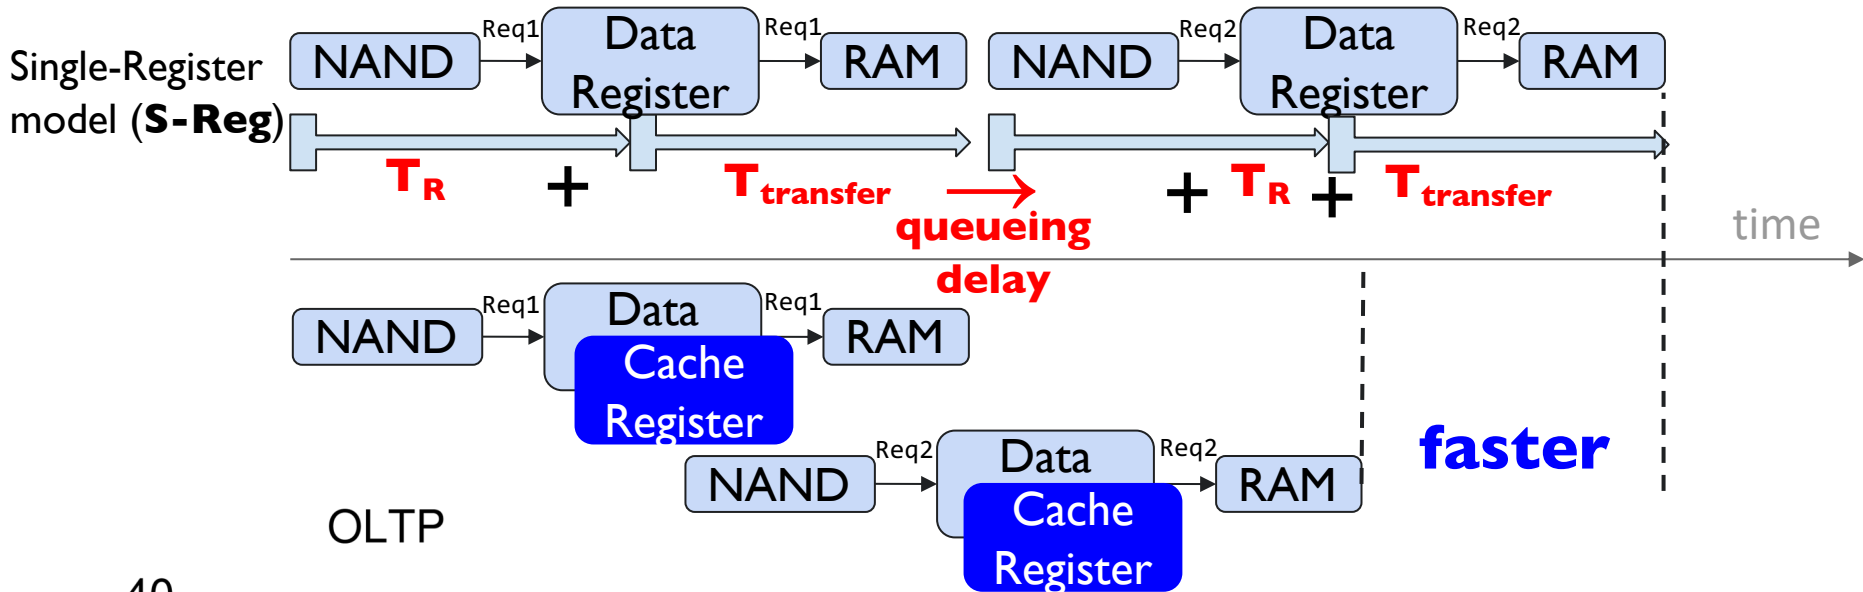 Single-Register
model (S-Reg)
NAND
Req1
Data
Register
Req1
RAM
NAND
Req2
Data
Register
Req2
RAM
TR
+
Ttransfer
queueing
delay
+
TR
+
Ttransfer
time
NAND
Req1
Data
Cache
Register
Req1
RAM
NAND
Req2
Data
Cache
Register
Req2
RAM
faster
OLTP
40